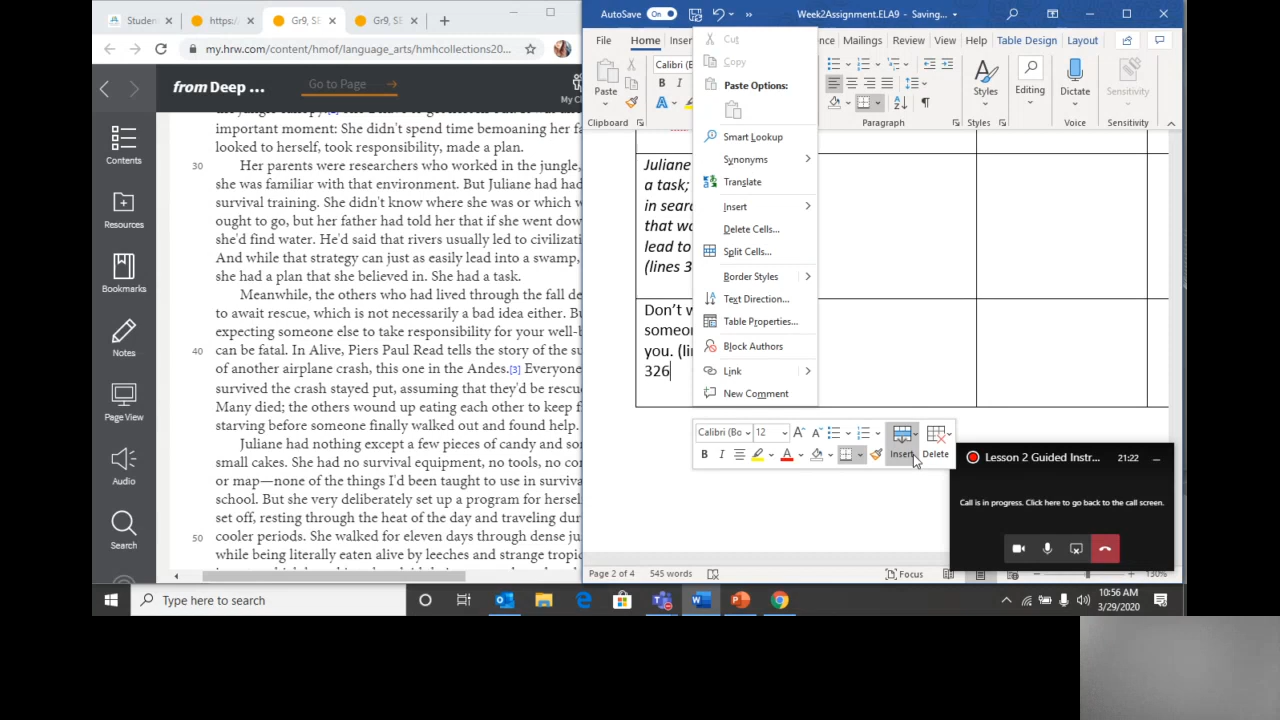 Studen
https:/
Gr9, SE
Gr9, SE
my.hrw.com/content/hmof/language_arts/hmhcollections20...
from Deep ...
Go to Page
My C
Contents
Resources
Bookmarks
Notes
Page View
Audio
Search
important moment: She didn't spend time bemoaning her fa
looked to herself, took responsibility, made a plan.
30
Her parents were researchers who worked in the jungle,
she was familiar with that environment. But Juliane had had
survival training. She didn't know where she was or which w
ought to go, but her father had told her that if she went dow
she'd find water. He'd said that rivers usually led to civilizati
And while that strategy can just as easily lead into a swamp,
she had a plan that she believed in. She had a task.
Meanwhile, the others who had lived through the fall de
to await rescue, which is not necessarily a bad idea either. B
expecting someone else to take responsibility for your well-b
40
can be fatal. In Alive, Piers Paul Read tells the story of the su
of another airplane crash, this one in the Andes.[3] Everyone
survived the crash stayed put, assuming that they'd be rescue
Many died; the others wound up eating each other to keep f
starving before someone finally walked out and found help.
Juliane had nothing except a few pieces of candy and so
small cakes. She had no survival equipment, no tools, no co
or map—none of the things I'd been taught to use in surviva
school. But she very deliberately set up a program for hersel
set off, resting through the heat of the day and traveling du
50
cooler periods. She walked for eleven days through dense ju
while being literally eaten alive by leeches and strange tropi
AutoSave
On
Week2Assignment.ELA9 - Saving...
File
Home
Inser
ence
Mailings
Review
View
Help
Table Design
Layout
Paste
Calibri (B
B
I
Styles
Editing
Dictate
Sensitivity
Clipboard
Paragraph
Styles
Voice
Sensitivity
Cut
Copy
Paste Options:
Smart Lookup
Synonyms
Translate
Insert
Delete Cells...
Split Cells...
Border Styles
Text Direction...
Table Properties...
Block Authors
Link
New Comment
Juliane
a task;
in sear
that wa
lead to
(lines 3
Don't w
someon
you. (li
326
Calibri (Bo
12
B
I
Insert
Delete
Lesson 2 Guided Instr...
21:22
Call is in progress. Click here to go back to the call screen.
Page 2 of 4
545 words
Focus
130%
Type here to search
10:56 AM
3/29/2020